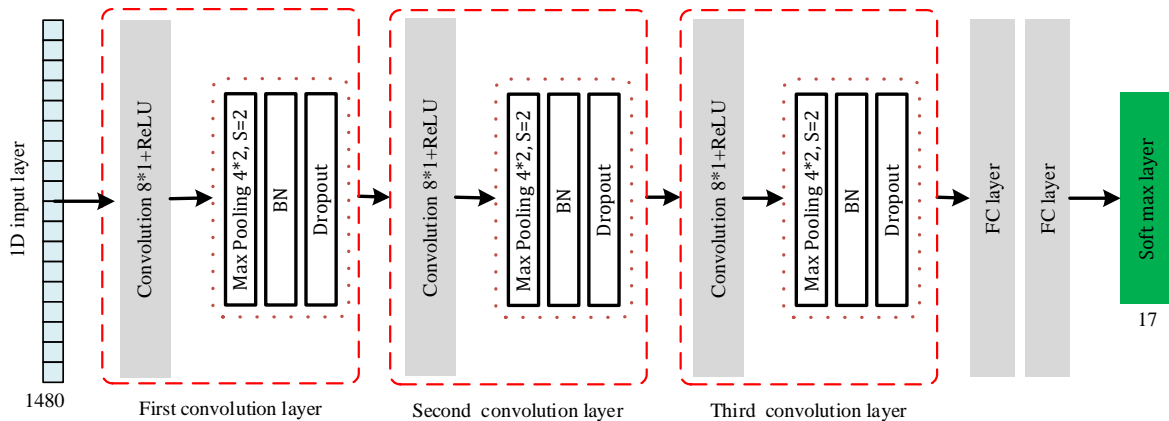 1D input layer
1480
Convolution 8*1+ReLU
Max Pooling 4*2, S=2
BN
Dropout
First convolution layer
Convolution 8*1+ReLU
Max Pooling 4*2, S=2
BN
Dropout
Second convolution layer
Convolution 8*1+ReLU
Max Pooling 4*2, S=2
BN
Dropout
Third convolution layer
FC layer
FC layer
Soft max layer
17